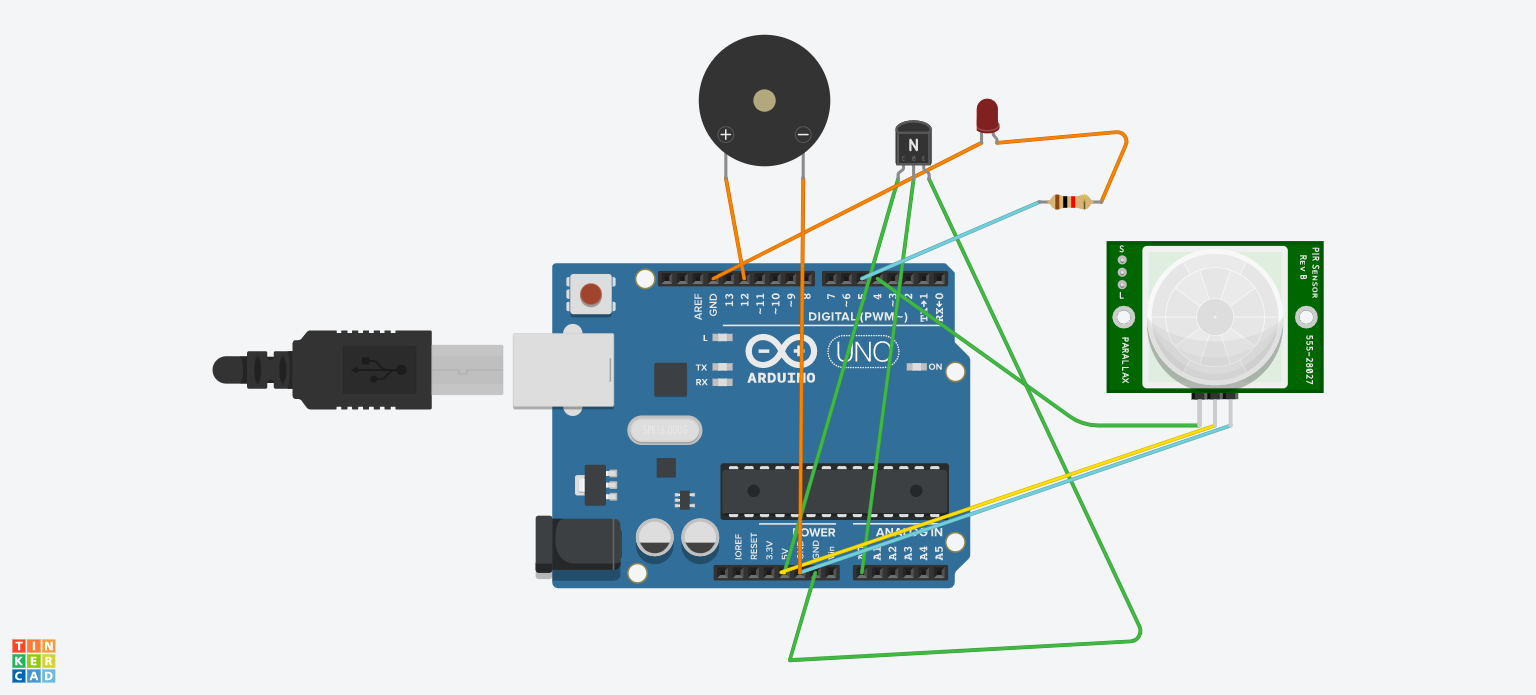 +
−
N
C B E
S
L
PIR SENSOR
REV B
PARALLAX
555-28027
AREF
GND
13
12
~11
~10
~9
8
7
~6
5
4
~3
2
TX→1
RX←0
DIGITAL (PWM~)
L
TX
RX
UNO
ARDUINO
ON
POWER
ANALOG IN
IOREF
RESET
3.3V
5V
GND
GND
Vin
A0
A1
A2
A3
A4
A5
TIN
KER
CAD